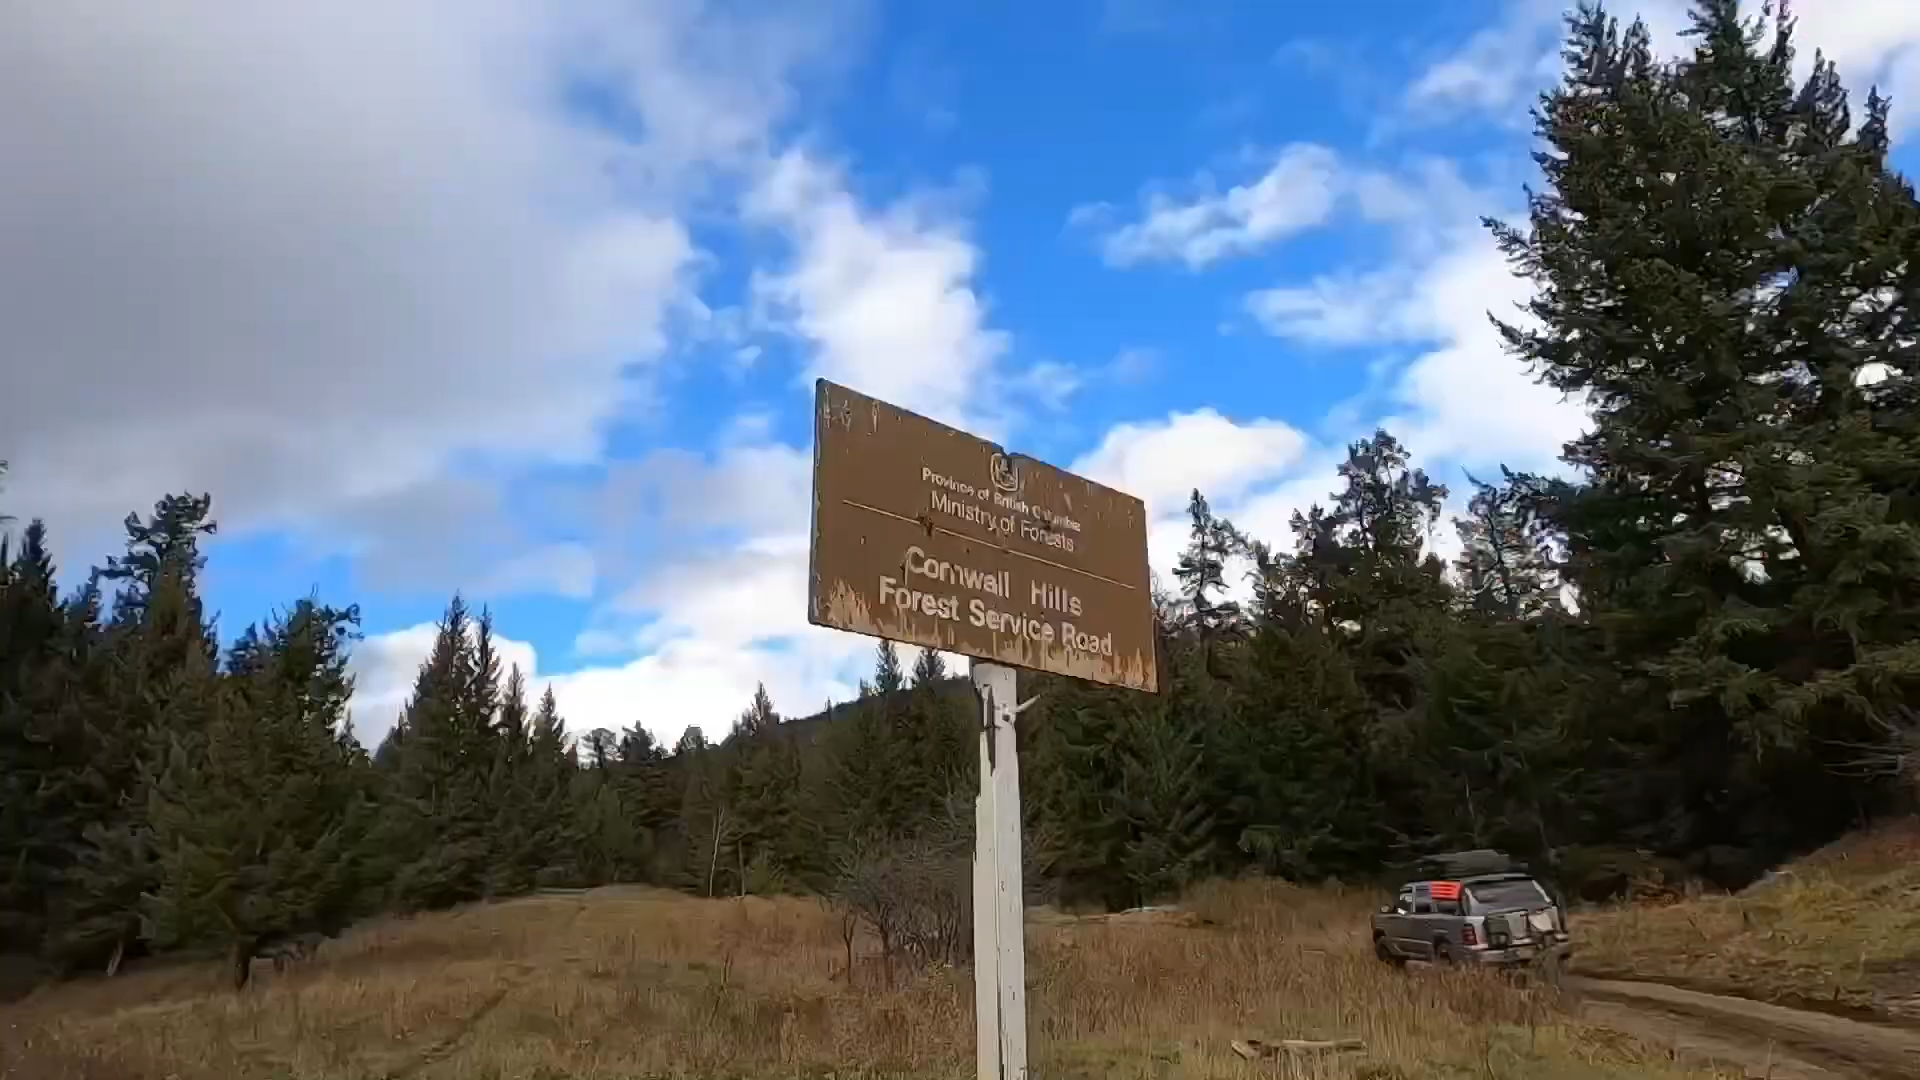 Province of British Columbia
Ministry of Forests
Cornwall Hills
Forest Service Road